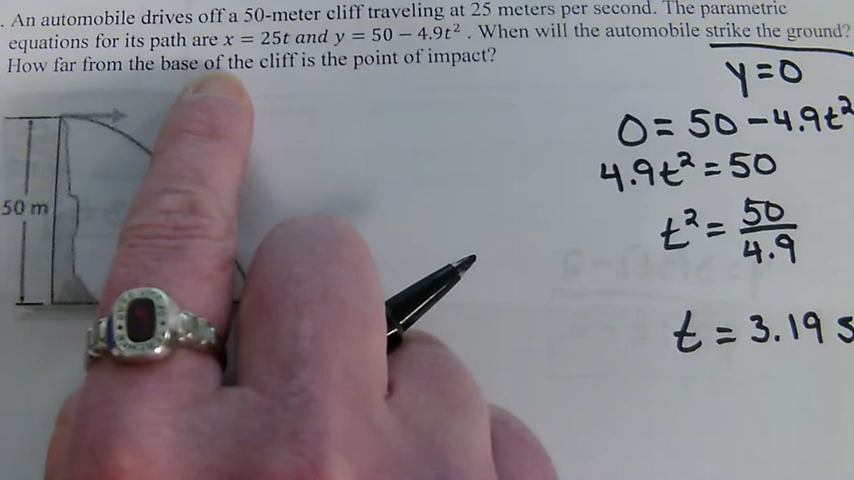 . An automobile drives off a 50-meter cliff traveling at 25 meters per second. The parametric
equations for its path are x = 25t and y = 50 − 4.9t². When will the automobile strike the ground?
How far from the base of the cliff is the point of impact?
y=0
0=50-4.9t²
4.9t²=50
50 m
t²=50/4.9
t = 3.19 s